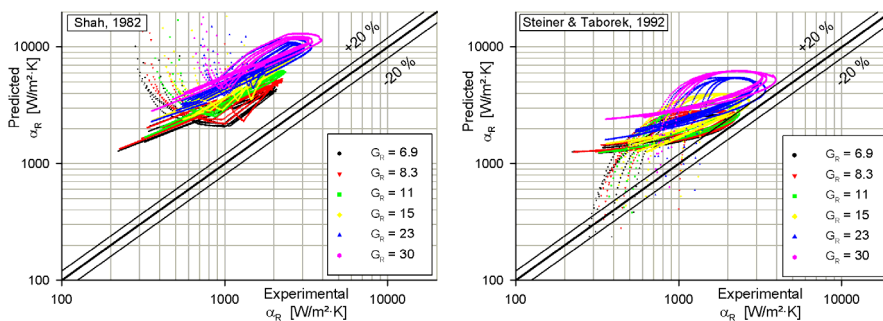 Shah, 1982
+20 %
-20 %
Predicted
αR [W/m²·K]
10000
1000
100
GR = 6.9
GR = 8.3
GR = 11
GR = 15
GR = 23
GR = 30
100
1000
10000
Experimental
αR [W/m²·K]
Steiner & Taborek, 1992
+20 %
-20 %
Predicted
αR [W/m²·K]
10000
1000
100
GR = 6.9
GR = 8.3
GR = 11
GR = 15
GR = 23
GR = 30
100
1000
10000
Experimental
αR [W/m²·K]